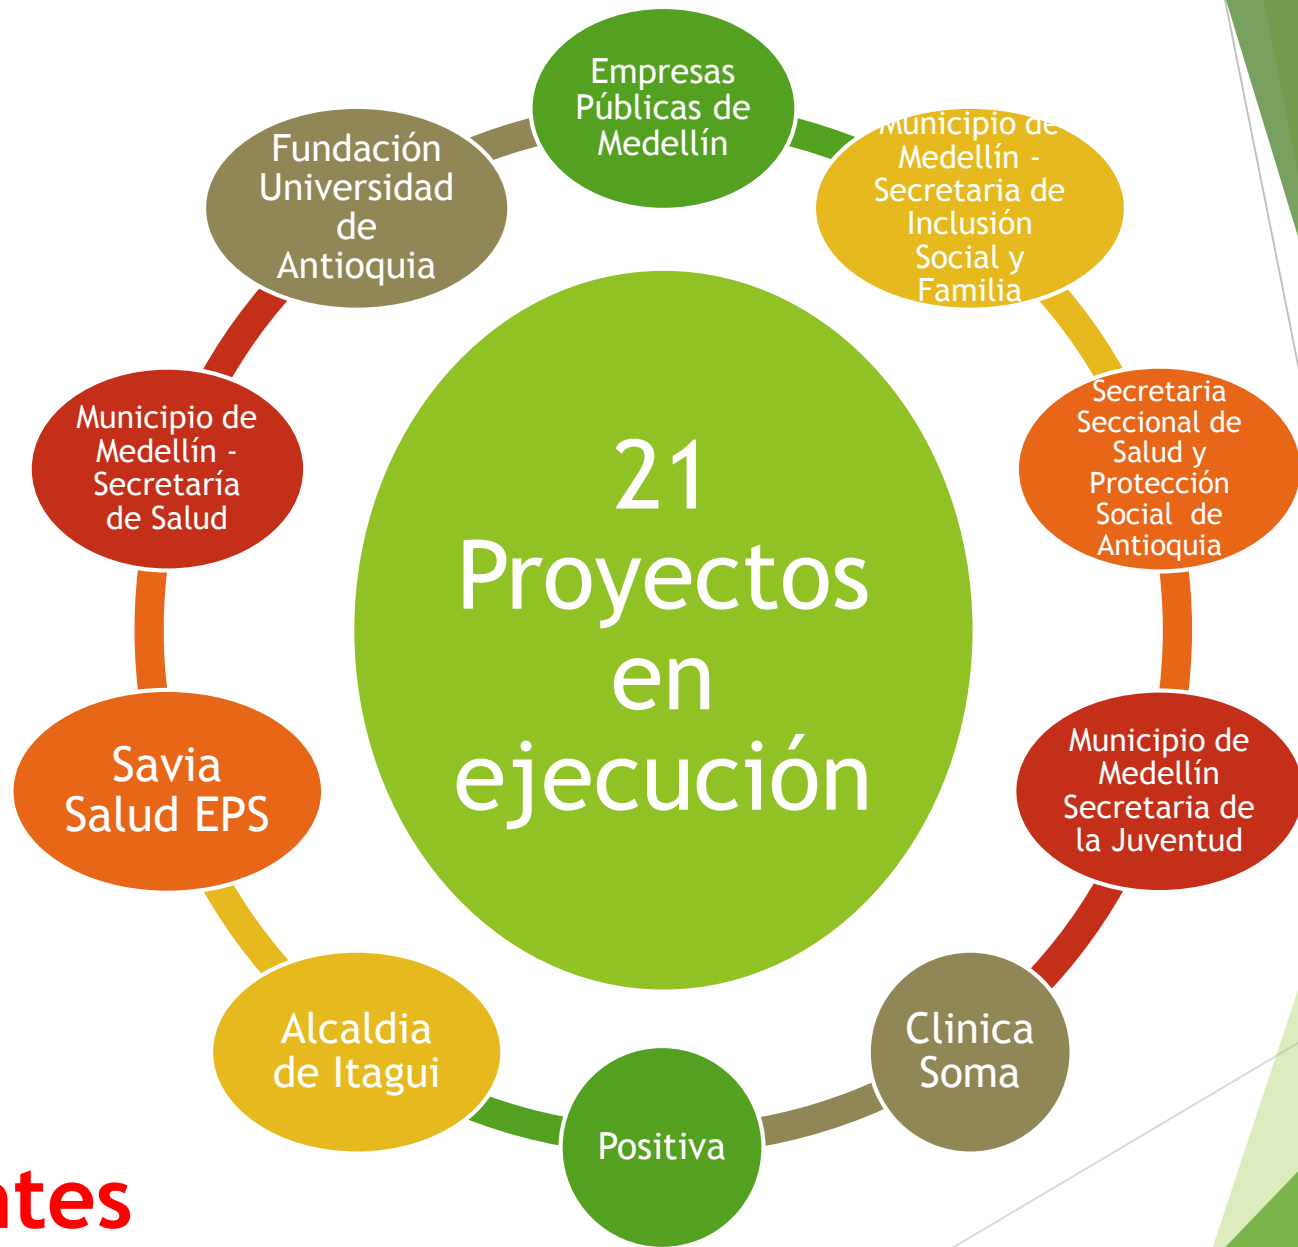 Empresas
Públicas de
Medellín
Municipio de
Medellín -
Secretaria de
Inclusión
Social y
Familia
Secretaria
Seccional de
Salud y
Protección
Social  de
Antioquia
Municipio de
Medellín
Secretaria de
la Juventud
Clinica
Soma
Positiva
Alcaldia
de Itagui
Savia
Salud EPS
Municipio de
Medellín -
Secretaría
de Salud
Fundación
Universidad
de
Antioquia
21
Proyectos
en
ejecución